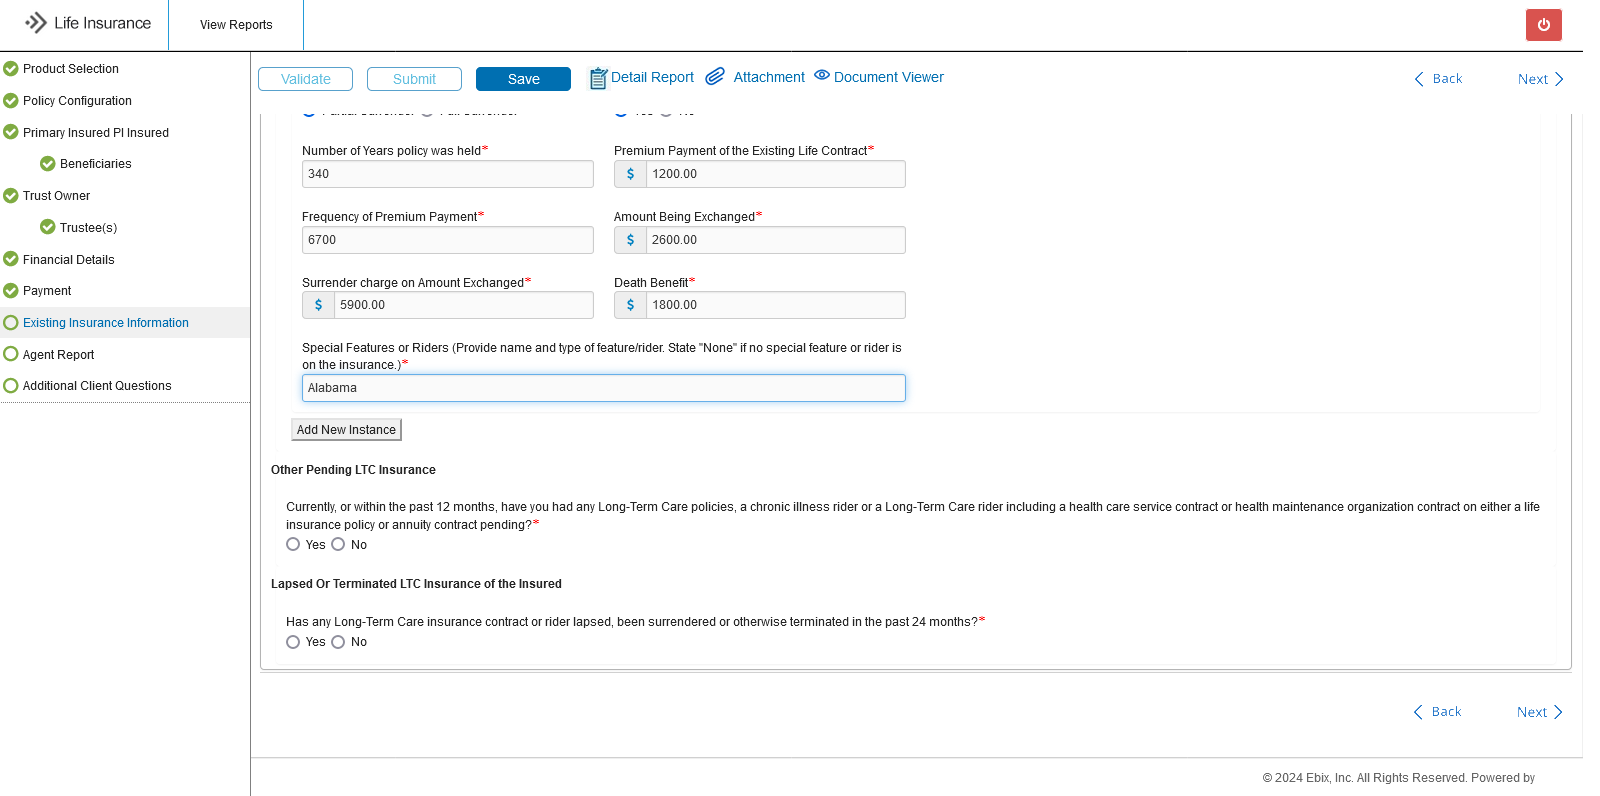 Life Insurance
View Reports
Product Selection
Policy Configuration
Primary Insured PI Insured
Beneficiaries
Trust Owner
Trustee(s)
Financial Details
Payment
Existing Insurance Information
Agent Report
Additional Client Questions
Validate Submit Save Detail Report Attachment Document Viewer Back Next
Partial Surrender Full Surrender Yes No
Number of Years policy was held* Premium Payment of the Existing Life Contract*
340 $ 1200.00
Frequency of Premium Payment* Amount Being Exchanged*
6700 $ 2600.00
Surrender charge on Amount Exchanged* Death Benefit*
$ 5900.00 $ 1800.00
Special Features or Riders (Provide name and type of feature/rider. State "None" if no special feature or rider is
on the insurance.)*
Alabama
Add New Instance
Other Pending LTC Insurance
Currently, or within the past 12 months, have you had any Long-Term Care policies, a chronic illness rider or a Long-Term Care rider including a health care service contract or health maintenance organization contract on either a life
insurance policy or annuity contract pending?*
Yes No
Lapsed Or Terminated LTC Insurance of the Insured
Has any Long-Term Care insurance contract or rider lapsed, been surrendered or otherwise terminated in the past 24 months?*
Yes No
Back Next
© 2024 Ebix, Inc. All Rights Reserved. Powered by